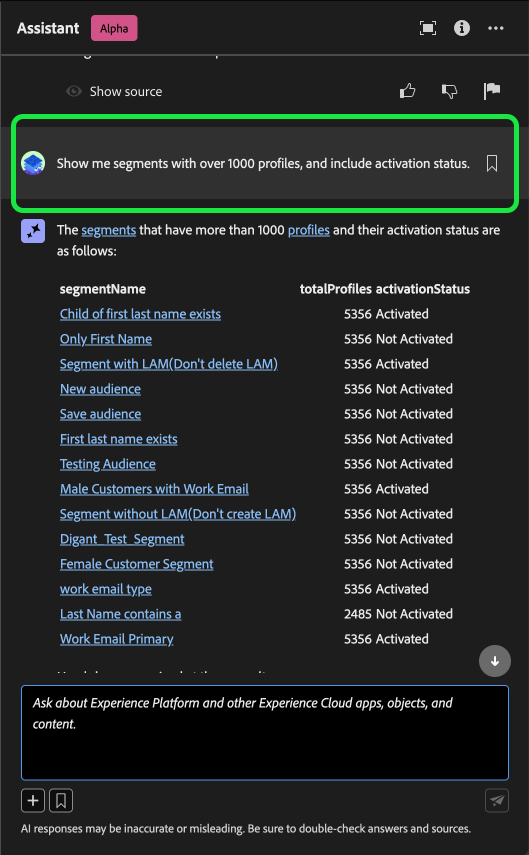 Assistant Alpha
Show source
Show me segments with over 1000 profiles, and include activation status.
The segments that have more than 1000 profiles and their activation status are
as follows:
segmentName totalProfiles activationStatus
Child of first last name exists 5356 Activated
Only First Name 5356 Not Activated
Segment with LAM(Don't delete LAM) 5356 Activated
New audience 5356 Not Activated
Save audience 5356 Not Activated
First last name exists 5356 Not Activated
Testing Audience 5356 Not Activated
Male Customers with Work Email 5356 Activated
Segment without LAM(Don't create LAM) 5356 Not Activated
Digant_Test_Segment 5356 Not Activated
Female Customer Segment 5356 Not Activated
work email type 5356 Activated
Last Name contains a 2485 Not Activated
Work Email Primary 5356 Activated
Ask about Experience Platform and other Experience Cloud apps, objects, and
content.
AI responses may be inaccurate or misleading. Be sure to double-check answers and sources.